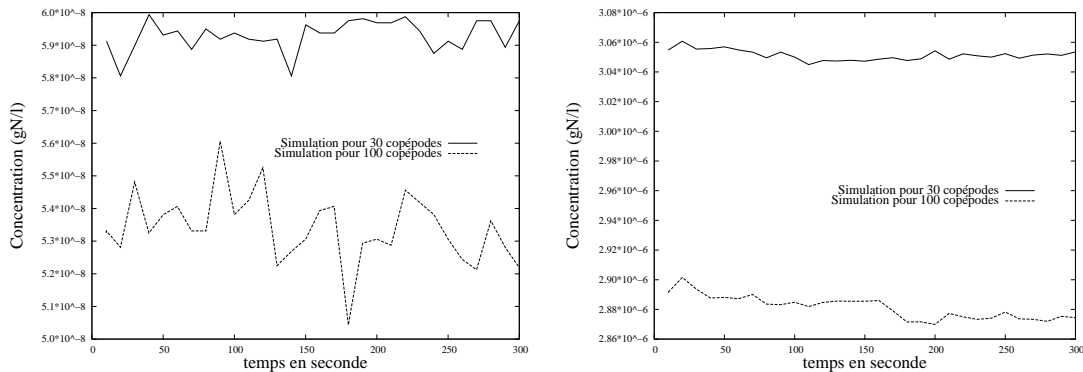 6.0*10^−8
5.9*10^−8
5.8*10^−8
5.7*10^−8
5.6*10^−8
5.5*10^−8
5.4*10^−8
5.3*10^−8
5.2*10^−8
5.1*10^−8
5.0*10^−8
Concentration (gN/l)
Simulation pour 30 copépodes
Simulation pour 100 copépodes
0 50 100 150 200 250 300
temps en seconde
3.08*10^−6
3.06*10^−6
3.04*10^−6
3.02*10^−6
3.00*10^−6
2.98*10^−6
2.96*10^−6
2.94*10^−6
2.92*10^−6
2.90*10^−6
2.88*10^−6
2.86*10^−6
Concentration (gN/l)
Simulation pour 30 copépodes
Simulation pour 100 copépodes
0 50 100 150 200 250 300
temps en seconde